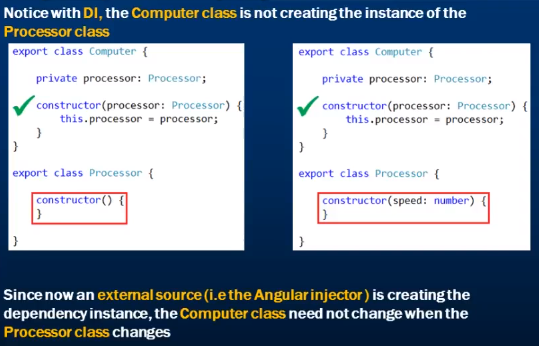 Notice with DI, the Computer class is not creating the instance of the
Processor class
export class Computer {
private processor: Processor;
constructor(processor: Processor) {
this.processor = processor;
}
}
export class Processor {
constructor() {
}
}
export class Computer {
private processor: Processor;
constructor(processor: Processor) {
this.processor = processor;
}
}
export class Processor {
constructor(speed: number) {
}
}
Since now an external source (i.e the Angular injector ) is creating the
dependency instance, the Computer class need not change when the
Processor class changes